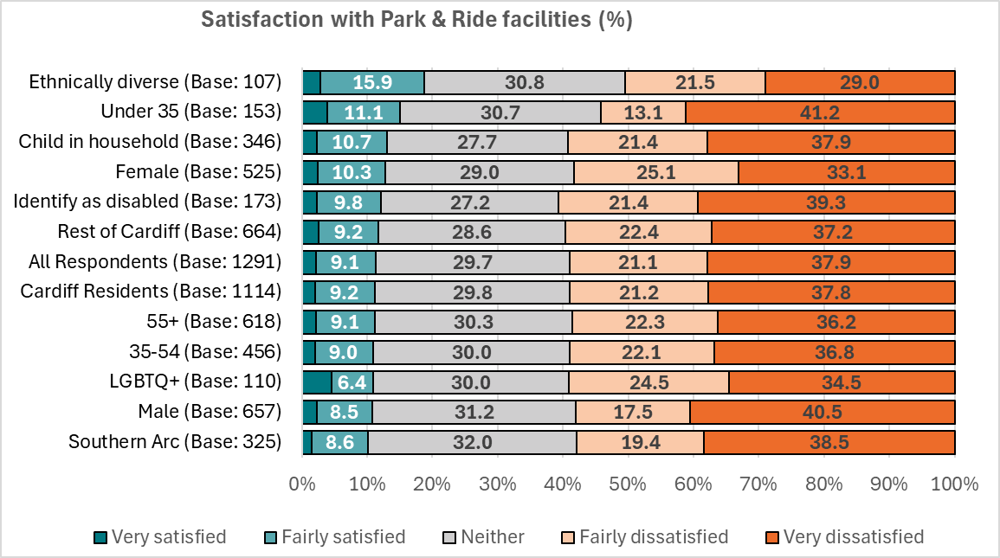 Satisfaction with Park & Ride facilities (%)
Ethnically diverse (Base: 107) 15.9 30.8 21.5 29.0
Under 35 (Base: 153) 11.1 30.7 13.1 41.2
Child in household (Base: 346) 10.7 27.7 21.4 37.9
Female (Base: 525) 10.3 29.0 25.1 33.1
Identify as disabled (Base: 173) 9.8 27.2 21.4 39.3
Rest of Cardiff (Base: 664) 9.2 28.6 22.4 37.2
All Respondents (Base: 1291) 9.1 29.7 21.1 37.9
Cardiff Residents (Base: 1114) 9.2 29.8 21.2 37.8
55+ (Base: 618) 9.1 30.3 22.3 36.2
35-54 (Base: 456) 9.0 30.0 22.1 36.8
LGBTQ+ (Base: 110) 6.4 30.0 24.5 34.5
Male (Base: 657) 8.5 31.2 17.5 40.5
Southern Arc (Base: 325) 8.6 32.0 19.4 38.5
0% 10% 20% 30% 40% 50% 60% 70% 80% 90% 100%
Very satisfied Fairly satisfied Neither Fairly dissatisfied Very dissatisfied